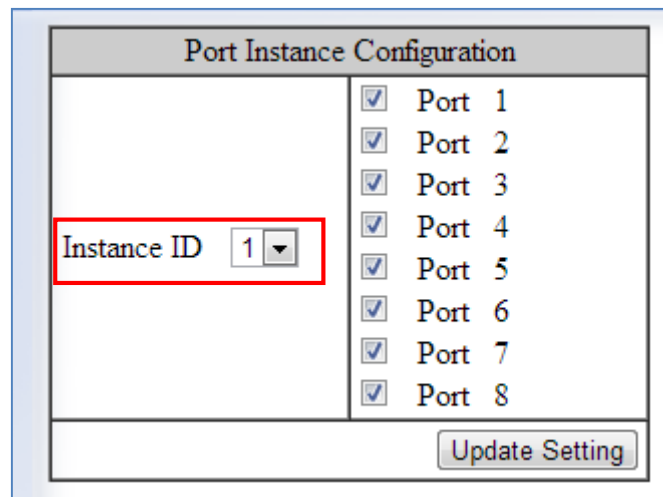 Port Instance Configuration
Port 1
Port 2
Port 3
Port 4
Instance ID 1
Port 5
Port 6
Port 7
Port 8
Update Setting